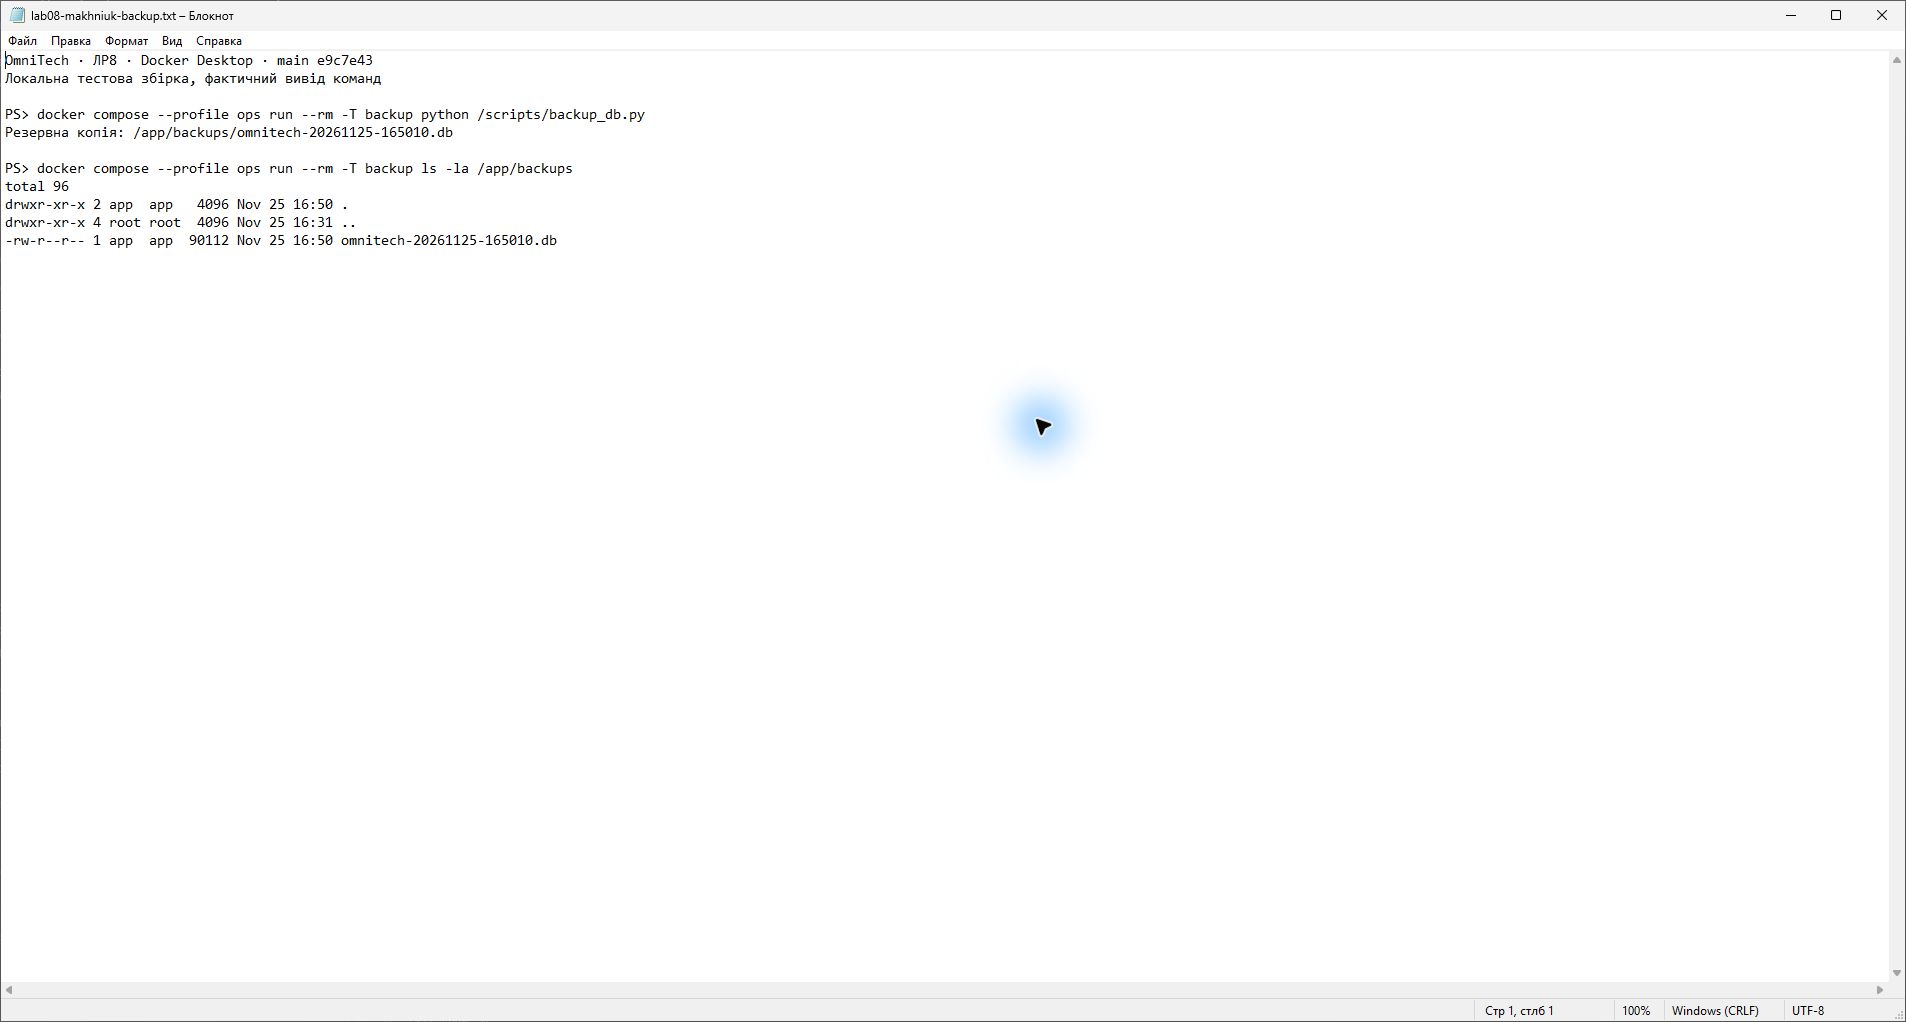 lab08-makhniuk-backup.txt – Блокнот
Файл Правка Формат Вид Справка
OmniTech · ЛР8 · Docker Desktop · main e9c7e43
Локальна тестова збірка, фактичний вивід команд
PS> docker compose --profile ops run --rm -T backup python /scripts/backup_db.py
Резервна копія: /app/backups/omnitech-20261125-165010.db
PS> docker compose --profile ops run --rm -T backup ls -la /app/backups
total 96
drwxr-xr-x 2 app  app   4096 Nov 25 16:50 .
drwxr-xr-x 4 root root  4096 Nov 25 16:31 ..
-rw-r--r-- 1 app  app  90112 Nov 25 16:50 omnitech-20261125-165010.db
Стр 1, стлб 1 100% Windows (CRLF) UTF-8